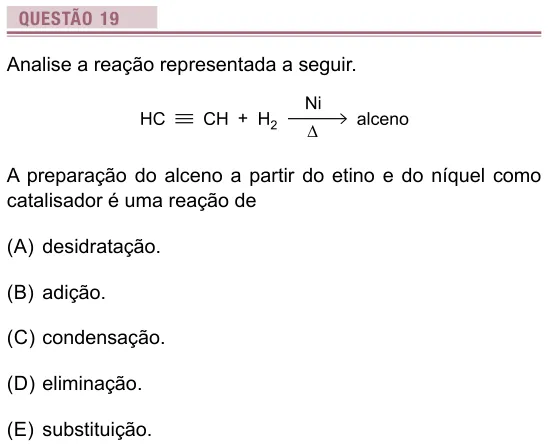 QUESTÃO 19
Analise a reação representada a seguir.
HC ≡ CH + H₂ Ni Δ → alceno
A preparação do alceno a partir do etino e do níquel como
catalisador é uma reação de
(A) desidratação.
(B) adição.
(C) condensação.
(D) eliminação.
(E) substituição.